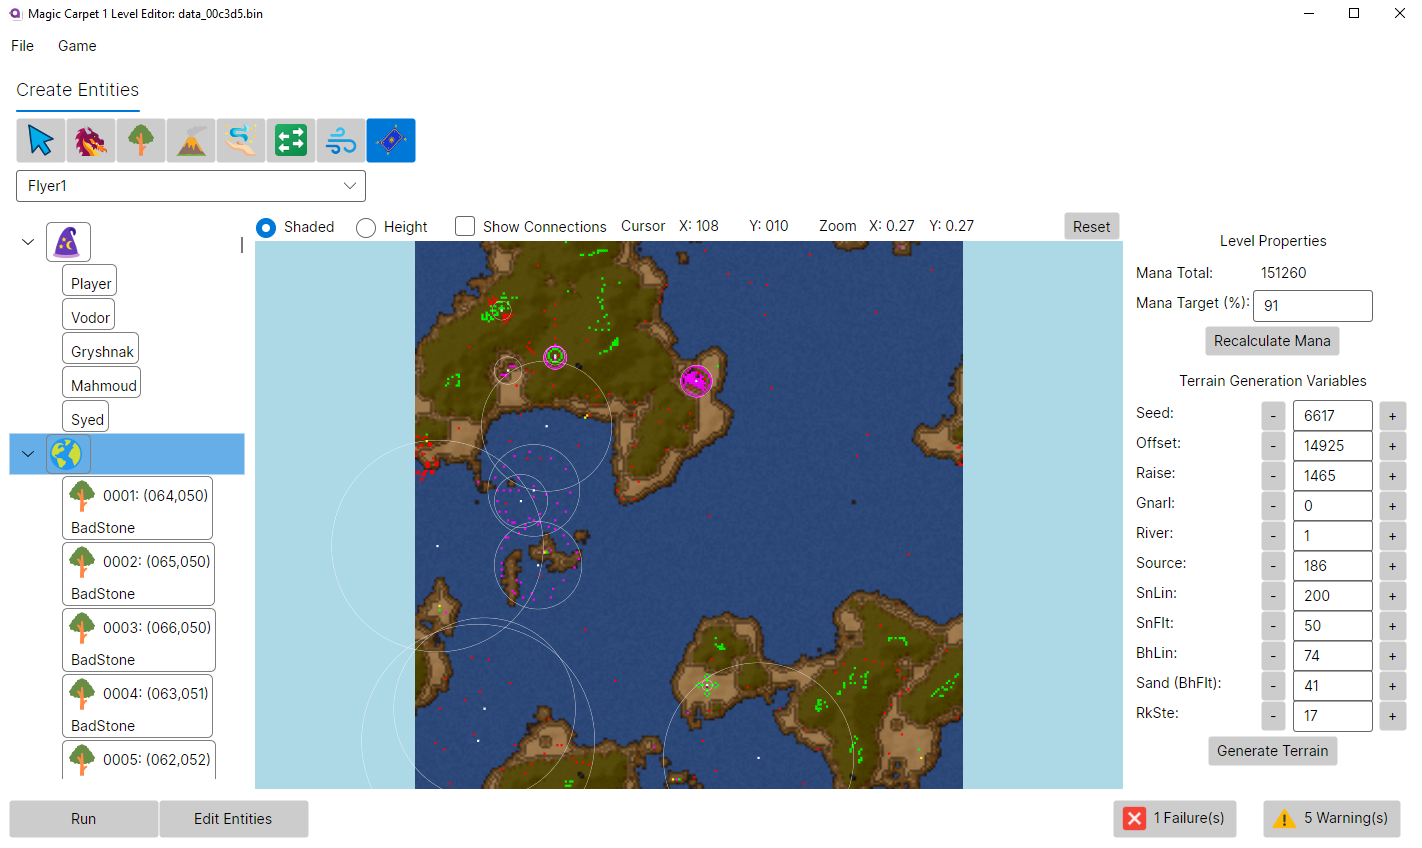 Magic Carpet 1 Level Editor: data_00c3d5.bin
File Game
Create Entities
Flyer1
Shaded Height Show Connections Cursor X: 108 Y: 010 Zoom X: 0.27 Y: 0.27 Reset
Player
Vodor
Gryshnak
Mahmoud
Syed
0001: (064,050)
BadStone
0002: (065,050)
BadStone
0003: (066,050)
BadStone
0004: (063,051)
BadStone
0005: (062,052)
Level Properties
Mana Total: 151260
Mana Target (%): 91
Recalculate Mana
Terrain Generation Variables
Seed: - 6617 +
Offset: - 14925 +
Raise: - 1465 +
Gnarl: - 0 +
River: - 1 +
Source: - 186 +
SnLin: - 200 +
SnFlt: - 50 +
BhLin: - 74 +
Sand (BhFlt): - 41 +
RkSte: - 17 +
Generate Terrain
Run Edit Entities 1 Failure(s) 5 Warning(s)